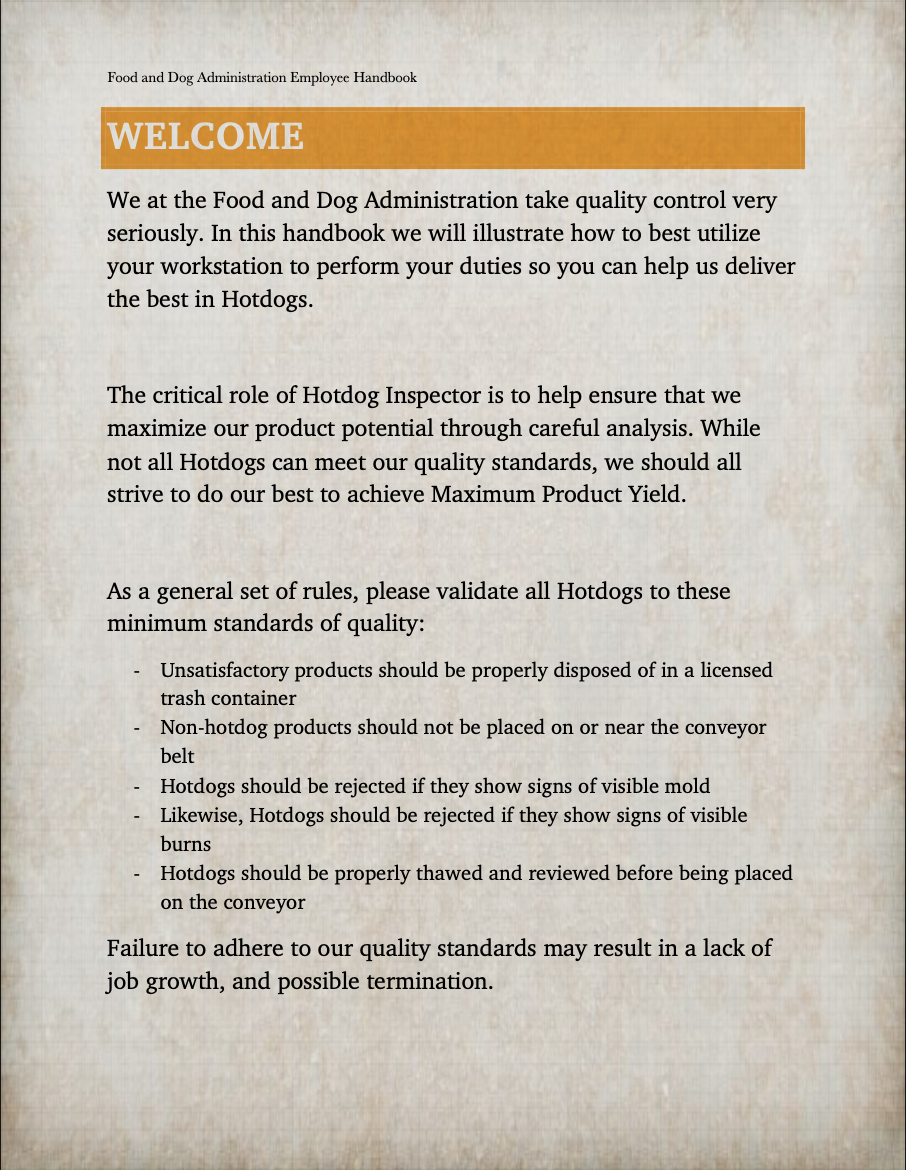 Food and Dog Administration Employee Handbook
WELCOME
We at the Food and Dog Administration take quality control very
seriously. In this handbook we will illustrate how to best utilize
your workstation to perform your duties so you can help us deliver
the best in Hotdogs.
The critical role of Hotdog Inspector is to help ensure that we
maximize our product potential through careful analysis. While
not all Hotdogs can meet our quality standards, we should all
strive to do our best to achieve Maximum Product Yield.
As a general set of rules, please validate all Hotdogs to these
minimum standards of quality:
- Unsatisfactory products should be properly disposed of in a licensed
trash container
- Non-hotdog products should not be placed on or near the conveyor
belt
- Hotdogs should be rejected if they show signs of visible mold
- Likewise, Hotdogs should be rejected if they show signs of visible
burns
- Hotdogs should be properly thawed and reviewed before being placed
on the conveyor
Failure to adhere to our quality standards may result in a lack of
job growth, and possible termination.